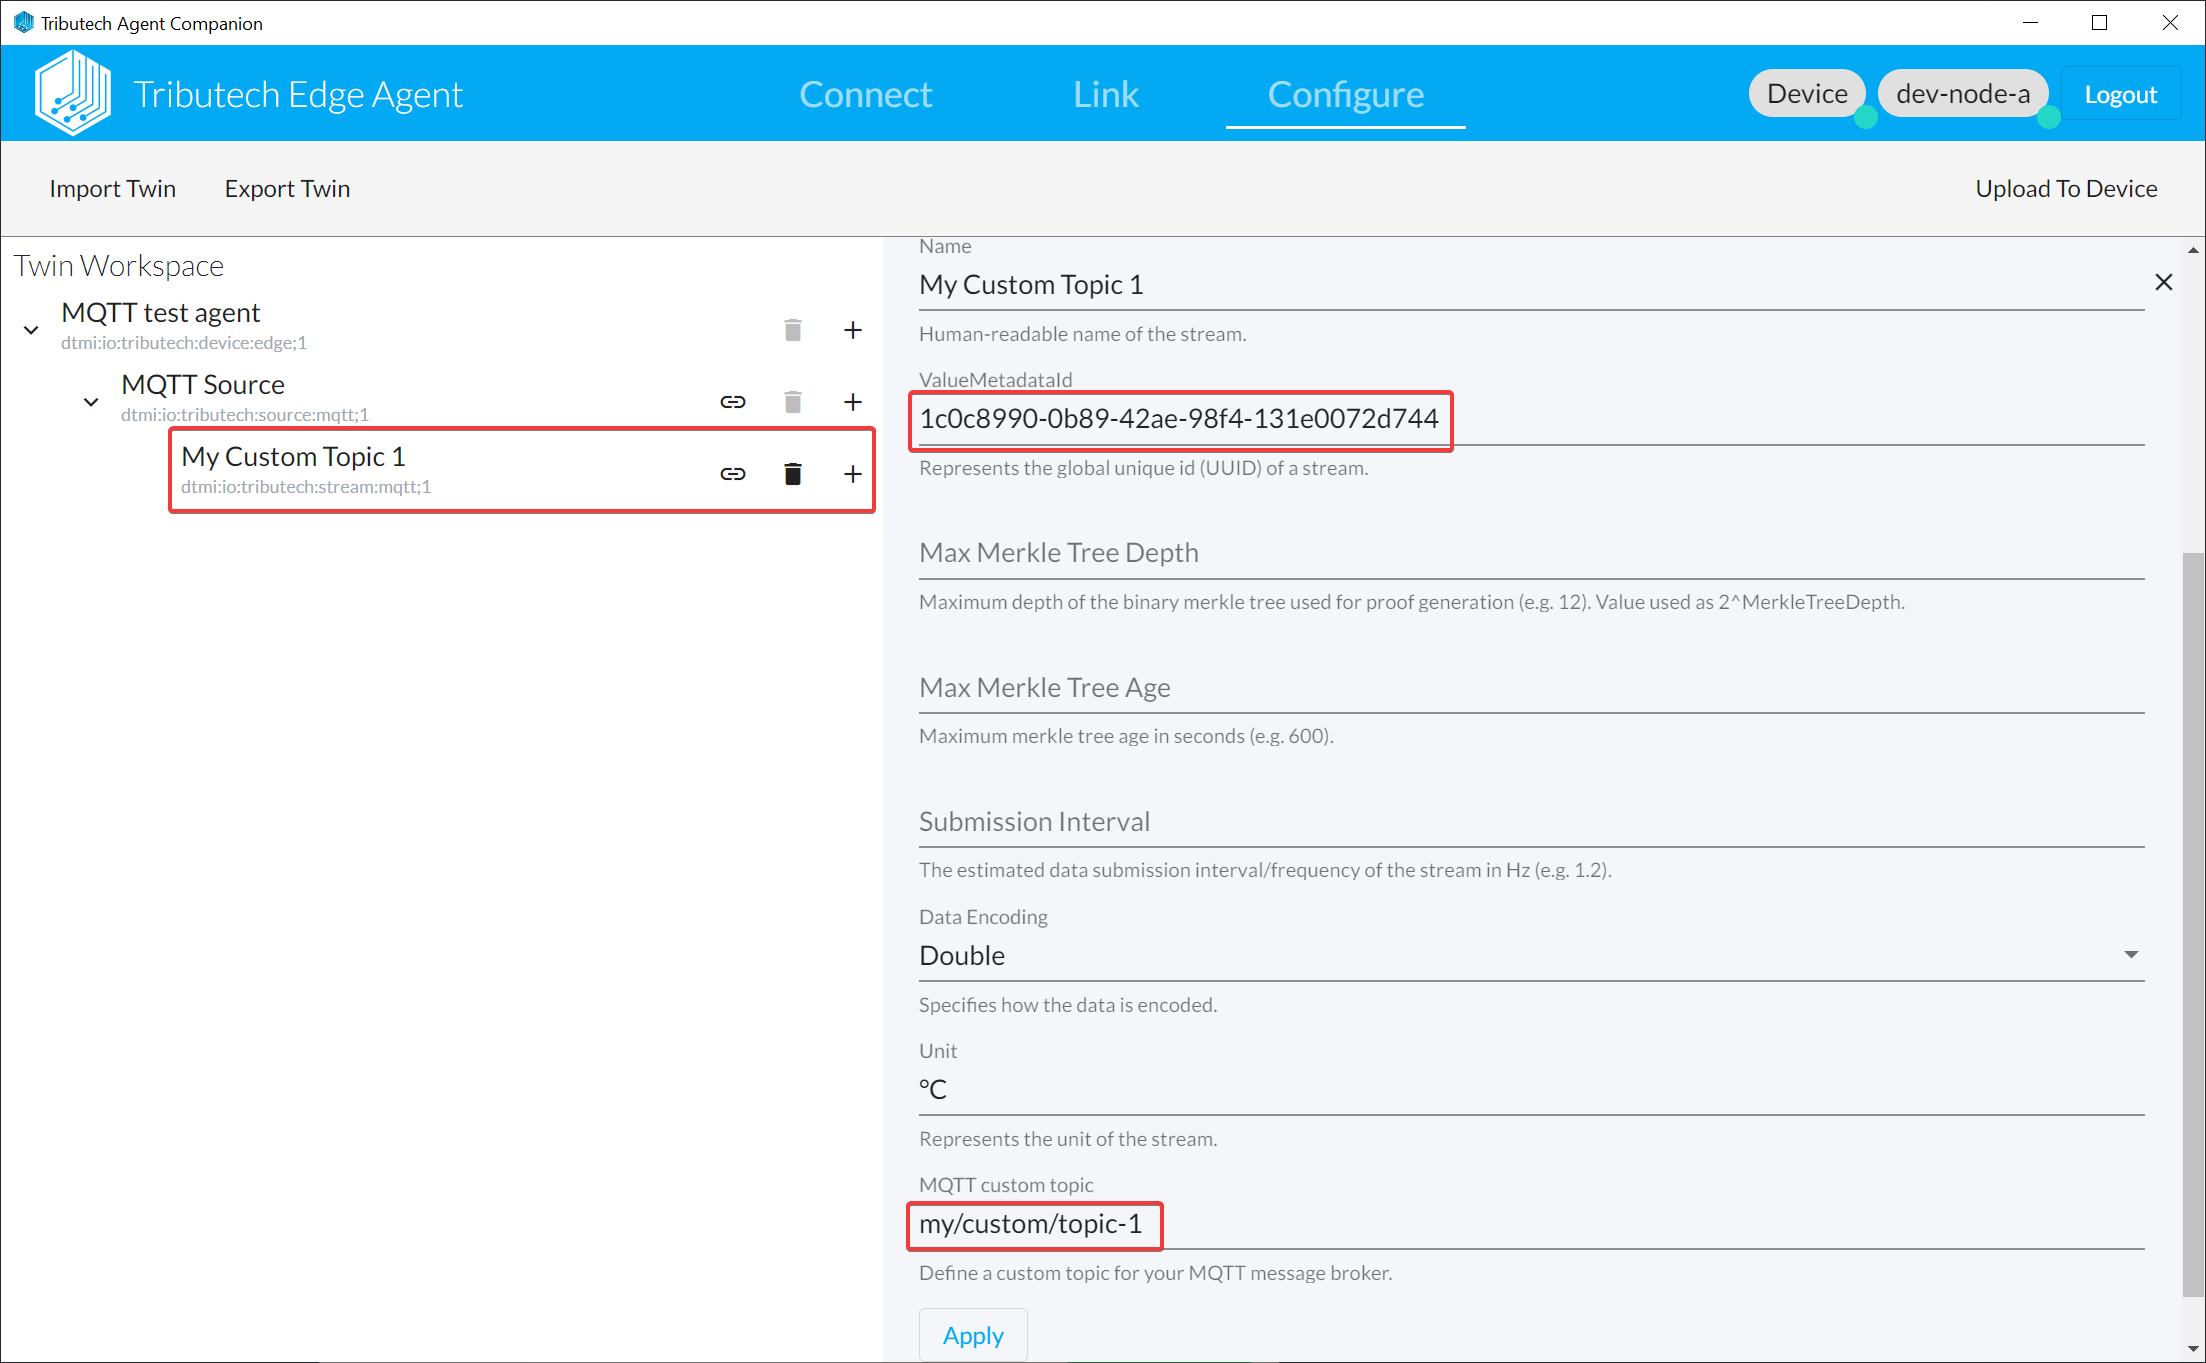 Tributech Agent Companion
Tributech Edge Agent
Connect
Link
Configure
Device
dev-node-a
Logout
Import Twin
Export Twin
Upload To Device
Twin Workspace
MQTT test agent
dtmi:io:tributech:device:edge;1
MQTT Source
dtmi:io:tributech:source:mqtt;1
My Custom Topic 1
dtmi:io:tributech:stream:mqtt;1
Name
My Custom Topic 1
Human-readable name of the stream.
ValueMetadataId
1c0c8990-0b89-42ae-98f4-131e0072d744
Represents the global unique id (UUID) of a stream.
Max Merkle Tree Depth
Maximum depth of the binary merkle tree used for proof generation (e.g. 12). Value used as 2^MerkleTreeDepth.
Max Merkle Tree Age
Maximum merkle tree age in seconds (e.g. 600).
Submission Interval
The estimated data submission interval/frequency of the stream in Hz (e.g. 1.2).
Data Encoding
Double
Specifies how the data is encoded.
Unit
°C
Represents the unit of the stream.
MQTT custom topic
my/custom/topic-1
Define a custom topic for your MQTT message broker.
Apply